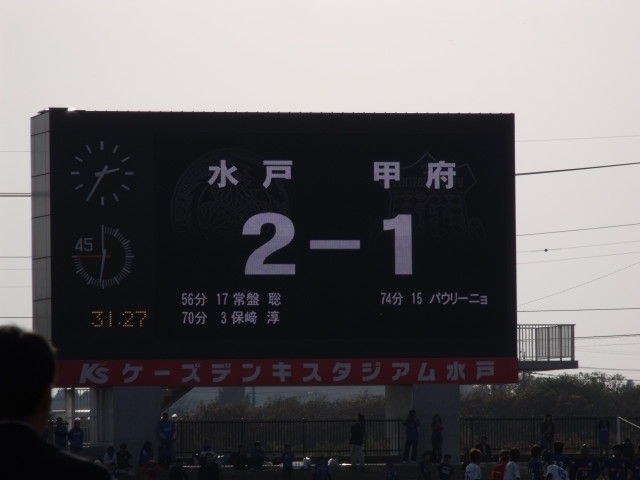 水戸 甲府
2 - 1
45
31:27
56分 17 常盤 聡
70分 3 保﨑 淳
74分 15 パウリーニョ
K's ケーズデンキスタジアム水戸